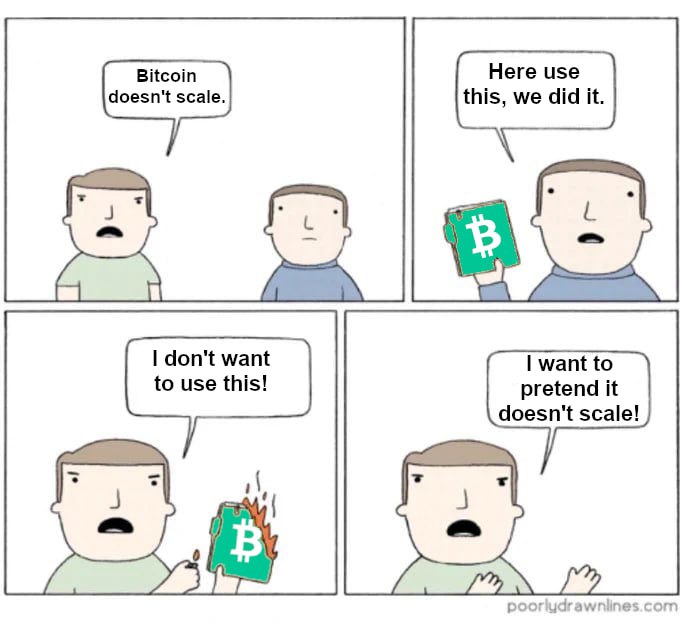 Bitcoin
doesn't scale.
Here use
this, we did it.
I don't want
to use this!
I want to
pretend it
doesn't scale!
poorlydrawnlines.com